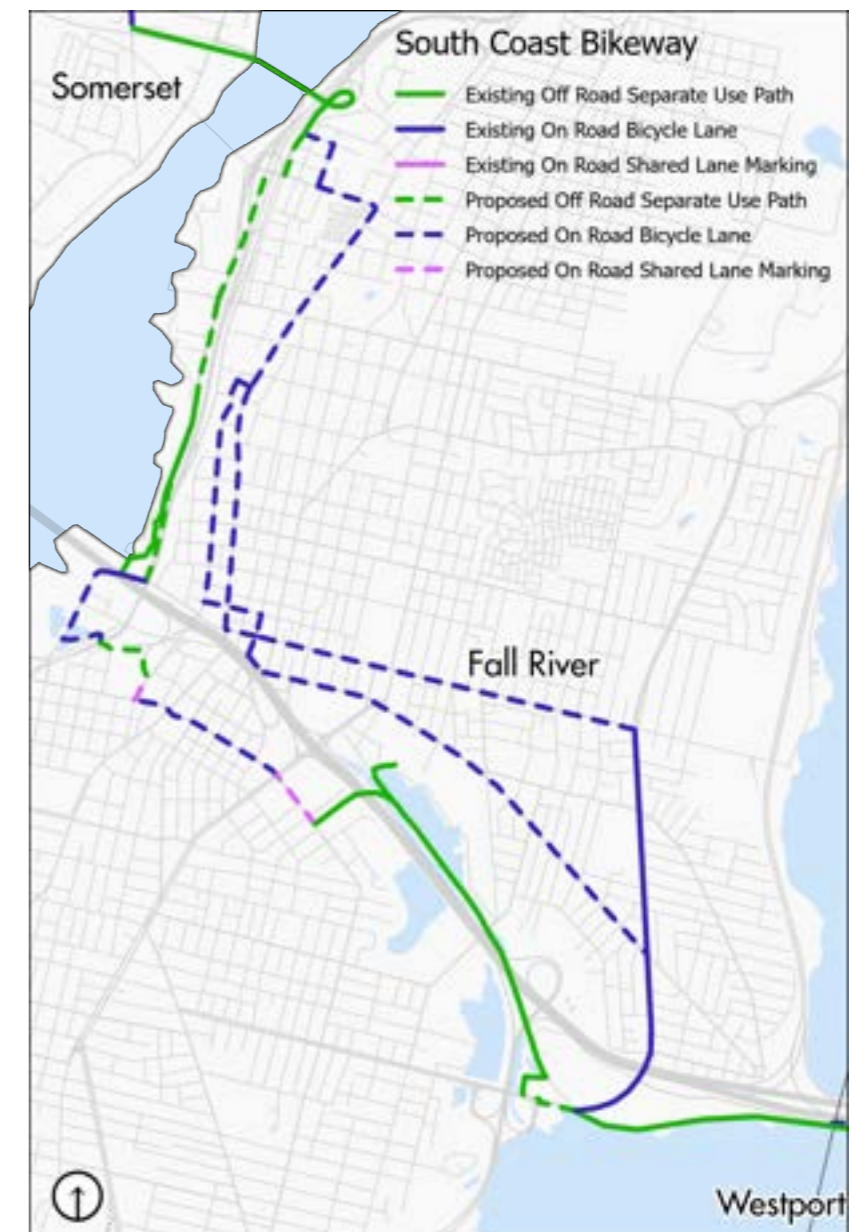 South Coast Bikeway
Somerset
Existing Off Road Separate Use Path
Existing On Road Bicycle Lane
Existing On Road Shared Lane Marking
Proposed Off Road Separate Use Path
Proposed On Road Bicycle Lane
Proposed On Road Shared Lane Marking
Fall River
Westport